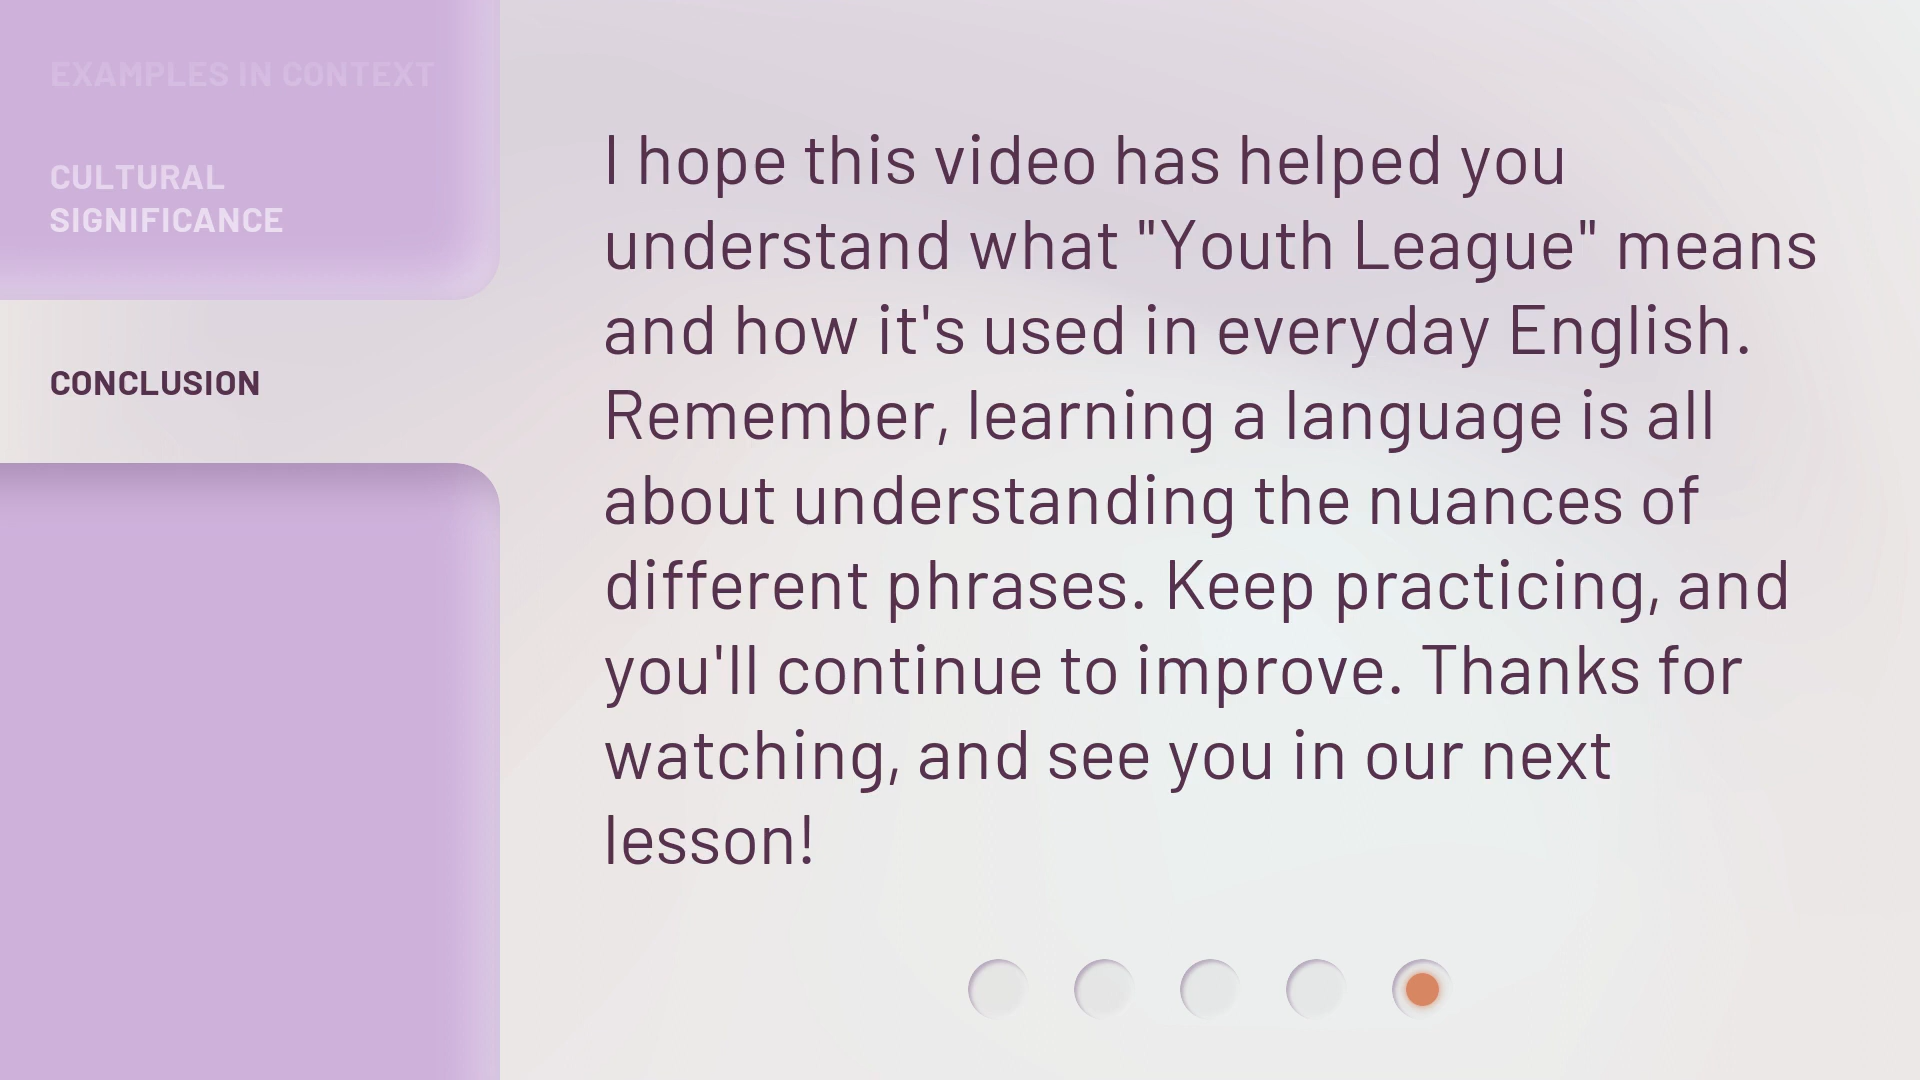 EXAMPLES IN CONTEXT
CULTURAL
SIGNIFICANCE
CONCLUSION
I hope this video has helped you
understand what "Youth League" means
and how it's used in everyday English.
Remember, learning a language is all
about understanding the nuances of
different phrases. Keep practicing, and
you'll continue to improve. Thanks for
watching, and see you in our next
lesson!